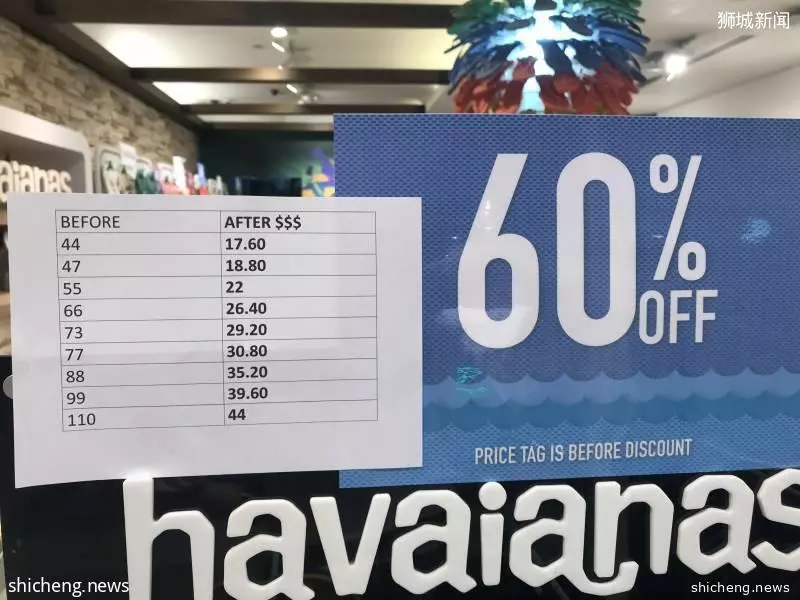 狮城新闻
BEFORE AFTER $$$
44 17.60
47 18.80
55 22
66 26.40
73 29.20
77 30.80
88 35.20
99 39.60
110 44
60%
OFF
PRICE TAG IS BEFORE DISCOUNT
havaianas
shicheng.news
shicheng.news